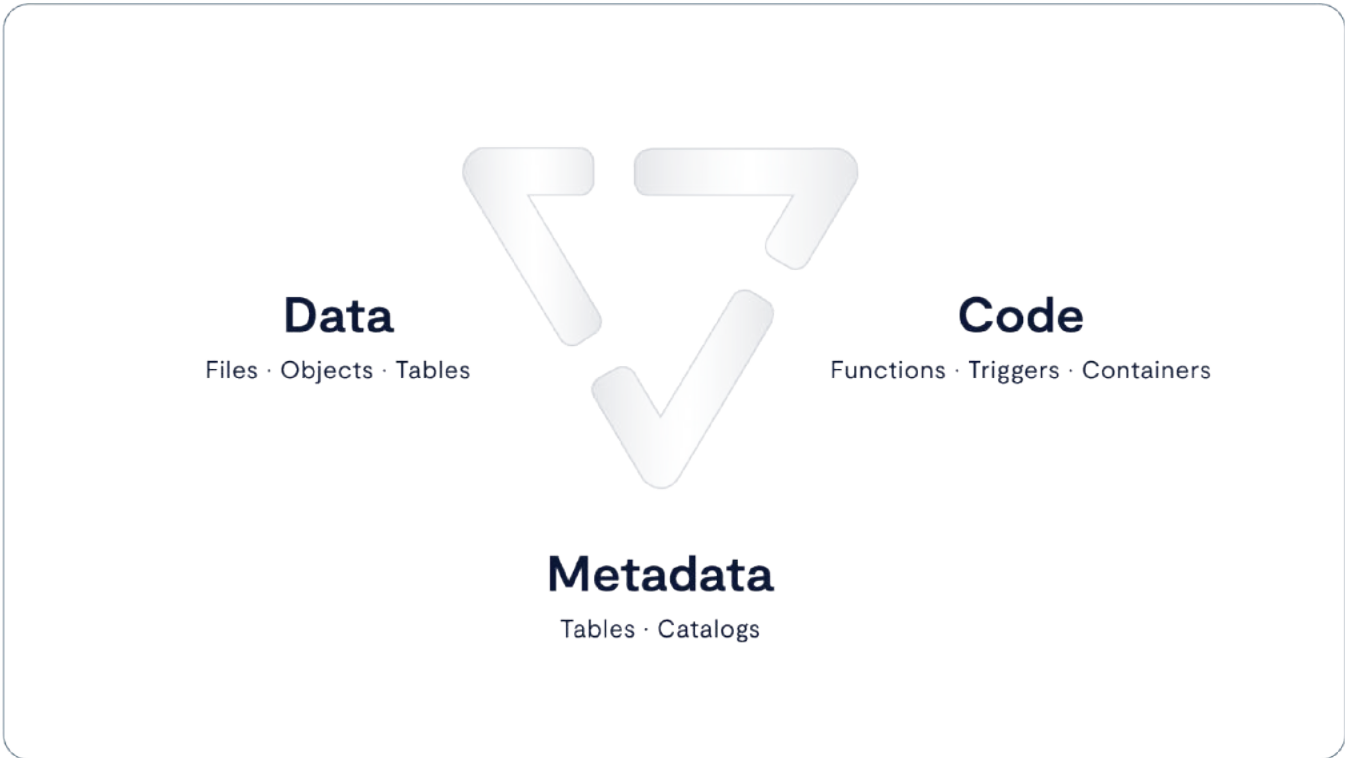 Data
Files · Objects · Tables
Code
Functions · Triggers · Containers
Metadata
Tables · Catalogs